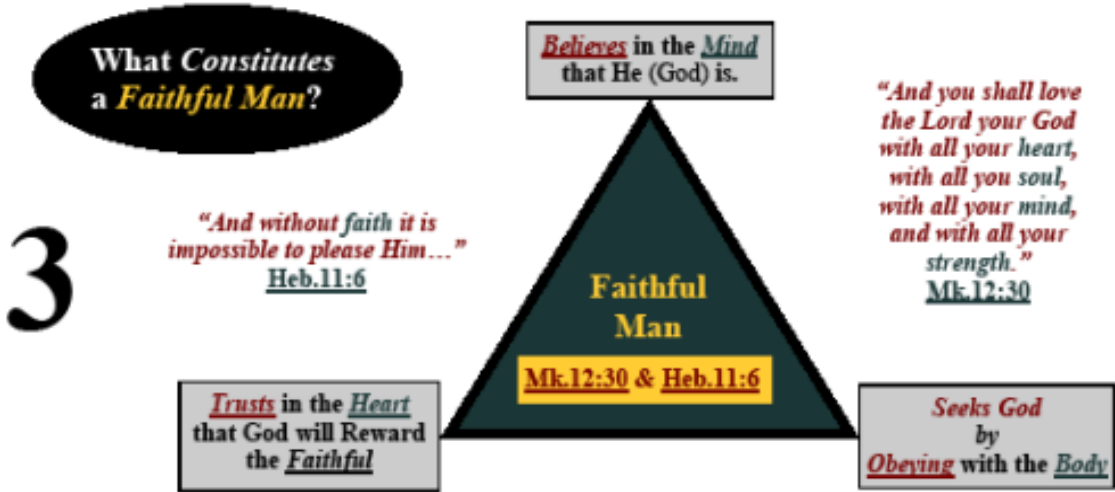 What Constitutes
a Faithful Man?
Believes in the Mind
that He (God) is.
“And you shall love
the Lord your God
with all your heart,
with all you soul,
with all your mind,
and with all your
strength.”
Mk.12:30
3
“And without faith it is
impossible to please Him…”
Heb.11:6
Faithful
Man
Mk.12:30 & Heb.11:6
Trusts in the Heart
that God will Reward
the Faithful
Seeks God
by
Obeying with the Body